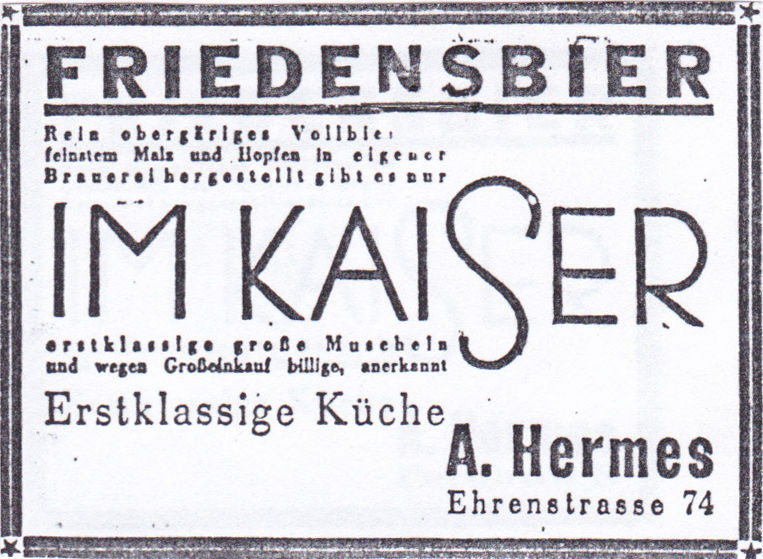 FRIEDENSBIER
Rein obergäriges Vollbier
feinstem Malz und Hopfen in eigener
Brauerei hergestellt gibt es nur
IM KAISER
erstklassige große Muscheln
und wegen Großeinkauf billige, anerkannt
Erstklassige Küche
A. Hermes
Ehrenstrasse 74